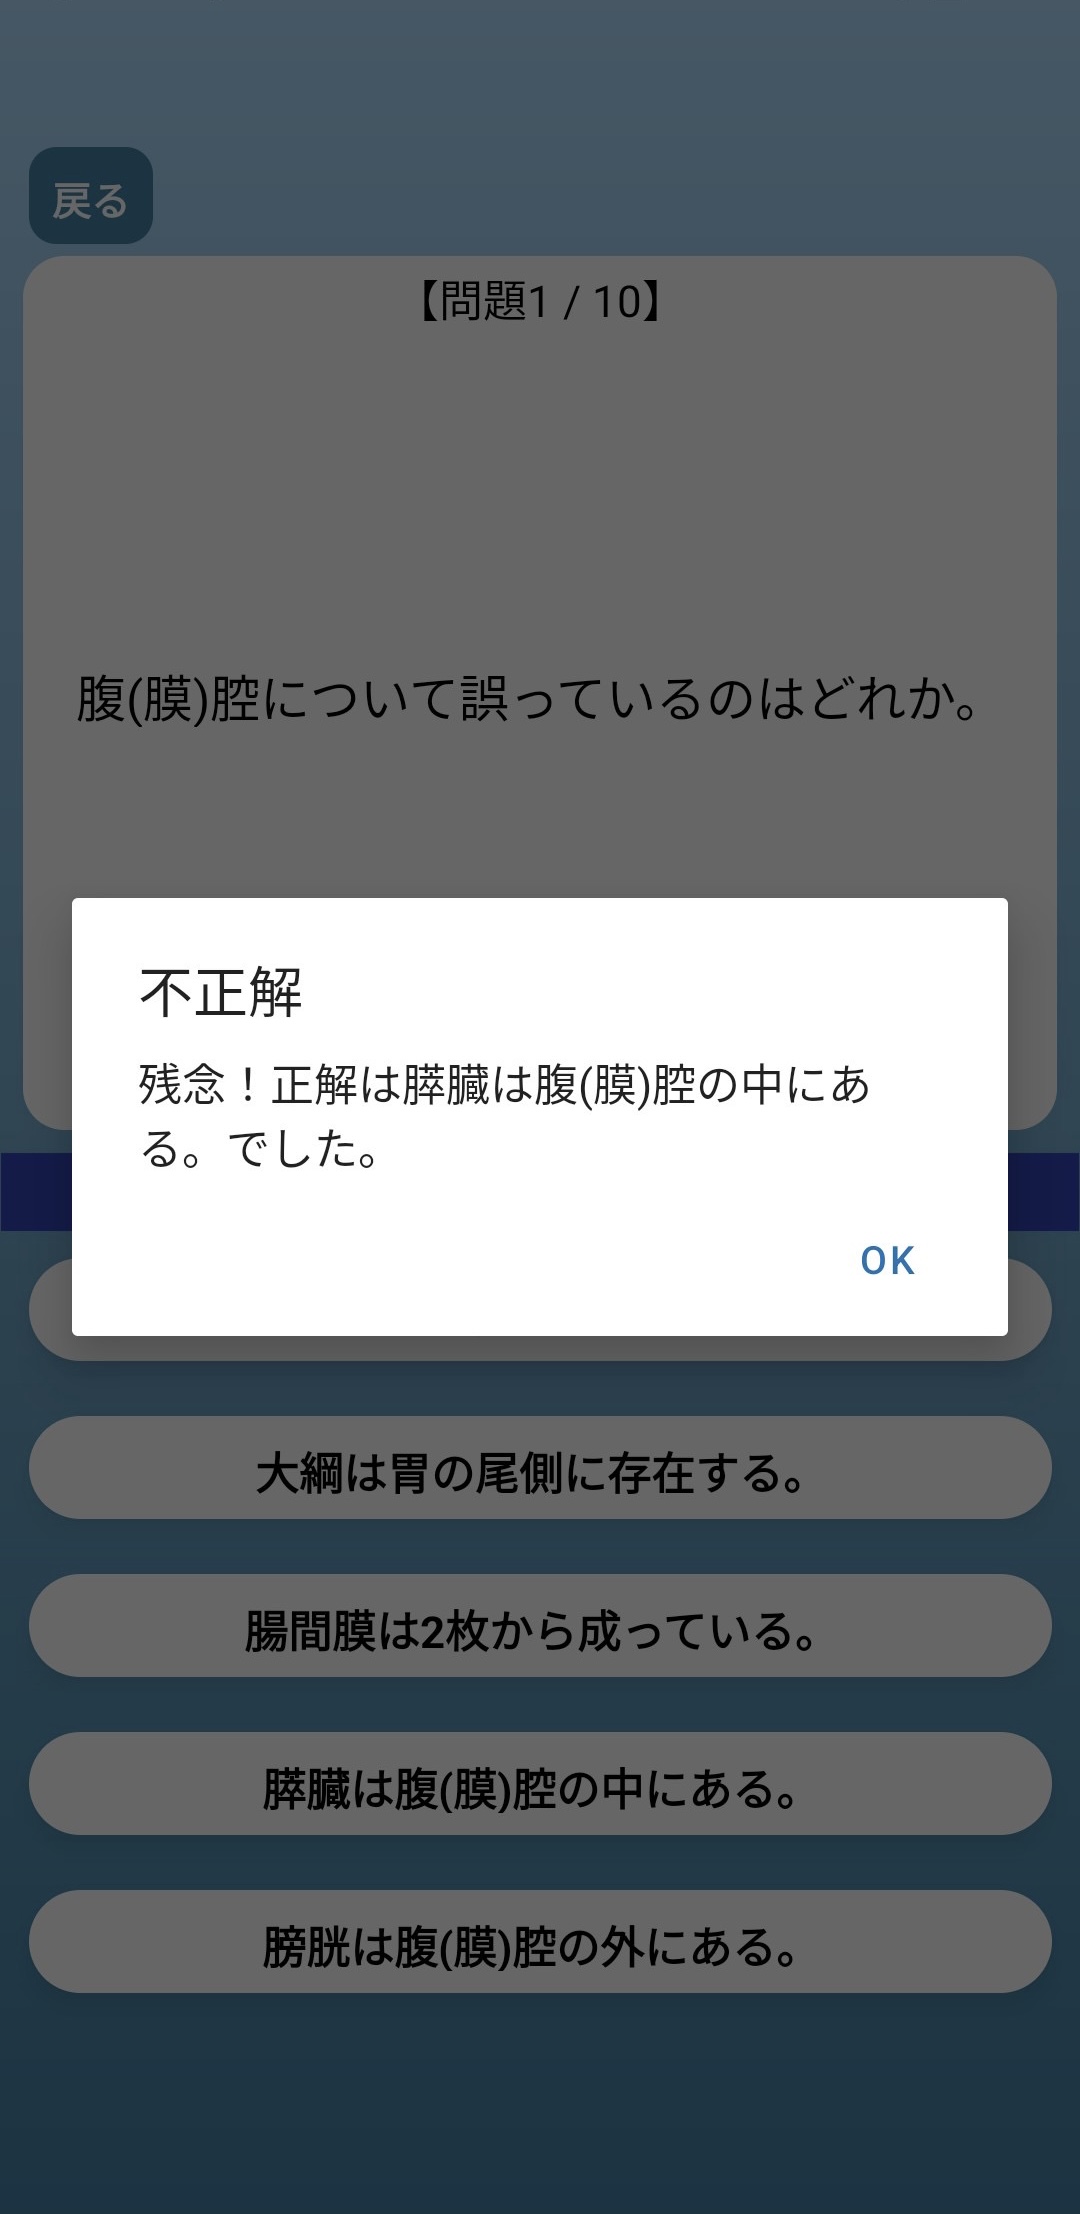 戻る
【問題1 / 10】
腹(膜)腔について誤っているのはどれか。
不正解
残念！正解は膵臓は腹(膜)腔の中にあ
る。でした。
OK
大綱は胃の尾側に存在する。
腸間膜は2枚から成っている。
膵臓は腹(膜)腔の中にある。
膀胱は腹(膜)腔の外にある。